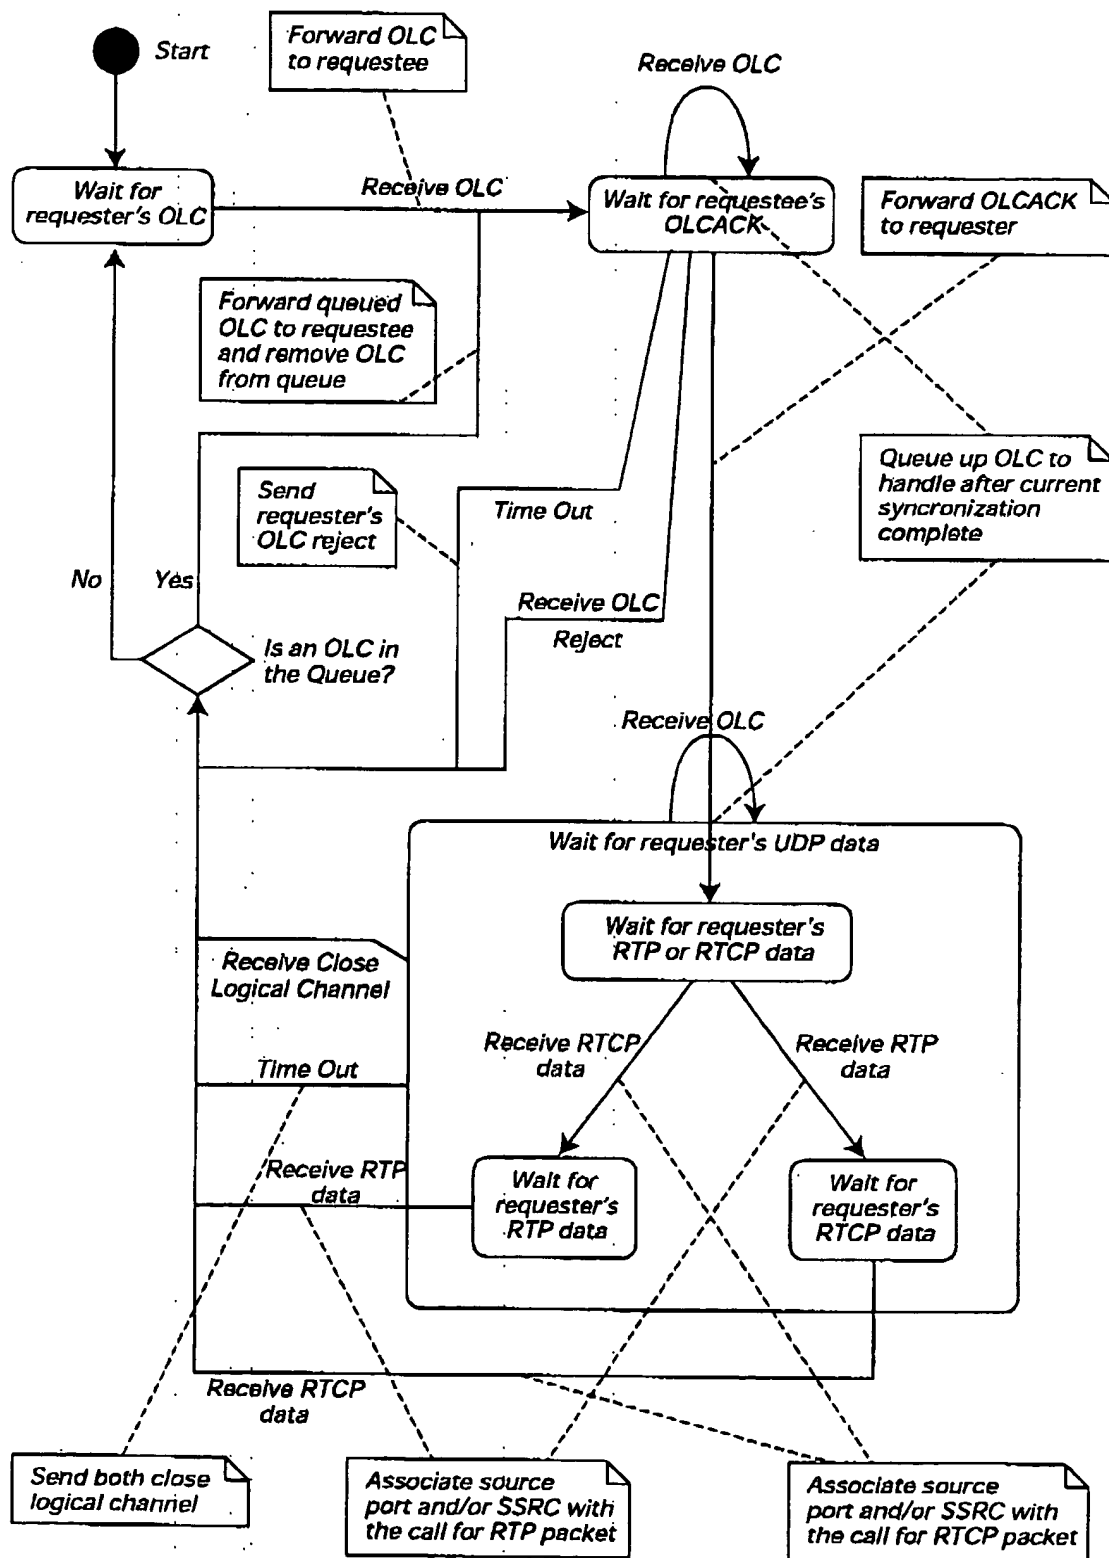 Start
Forward OLC
to requestee
Receive OLC
Wait for
requester's OLC
Receive OLC
Wait for requestee's
OLCACK
Forward OLCACK
to requester
Forward queued
OLC to requestee
and remove OLC
from queue
Queue up OLC to
handle after current
syncronization
complete
Send
requester's
OLC reject
Time Out
No
Yes
Receive OLC
Reject
Is an OLC in
the Queue?
Receive OLC
Wait for requester's UDP data
Wait for requester's
RTP or RTCP data
Receive Close
Logical Channel
Receive RTCP
data
Receive RTP
data
Time Out
Receive RTP
data
Wait for
requester's
RTP data
Wait for
requester's
RTCP data
Receive RTCP
data
Send both close
logical channel
Associate source
port and/or SSRC with
the call for RTP packet
Associate source
port and/or SSRC with
the call for RTCP packet